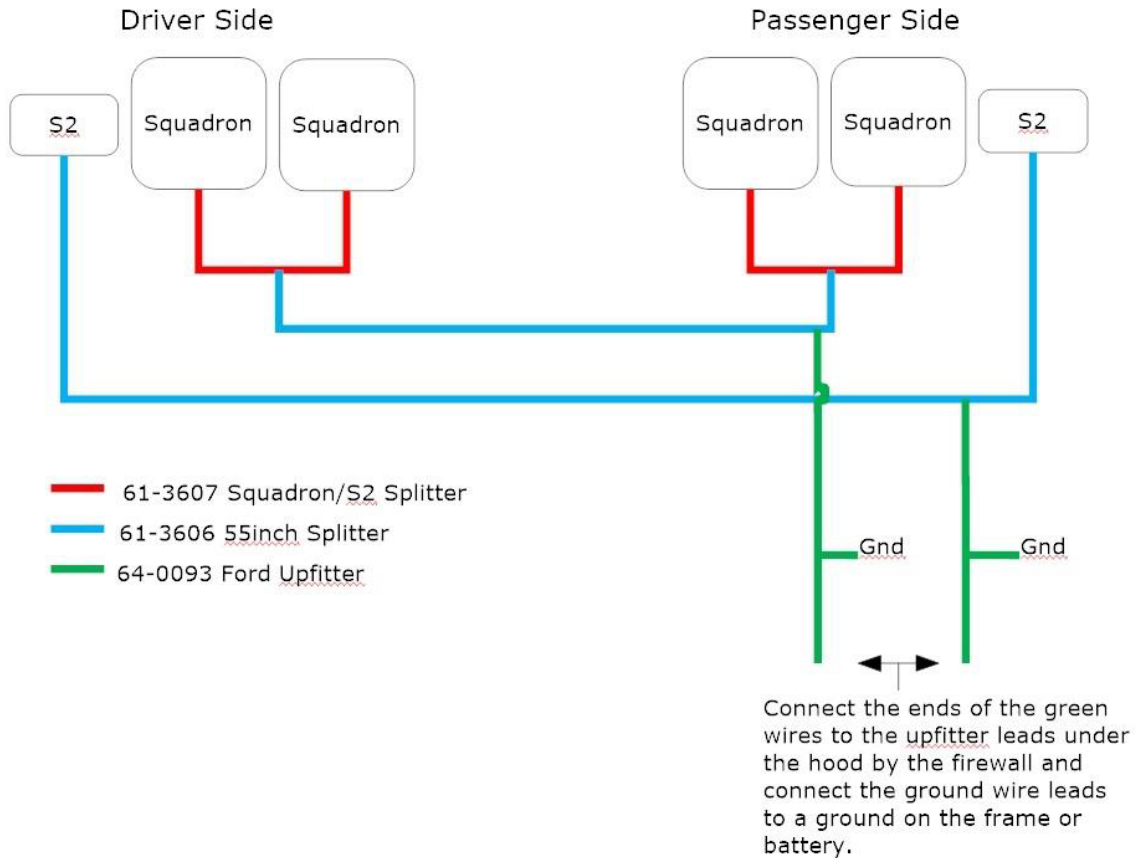 Driver Side
Passenger Side
S2
Squadron
Squadron
Squadron
Squadron
S2
61-3607 Squadron/S2 Splitter
61-3606 55inch Splitter
64-0093 Ford Upfitter
Gnd
Gnd
Connect the ends of the green
wires to the upfitter leads under
the hood by the firewall and
connect the ground wire leads
to a ground on the frame or
battery.